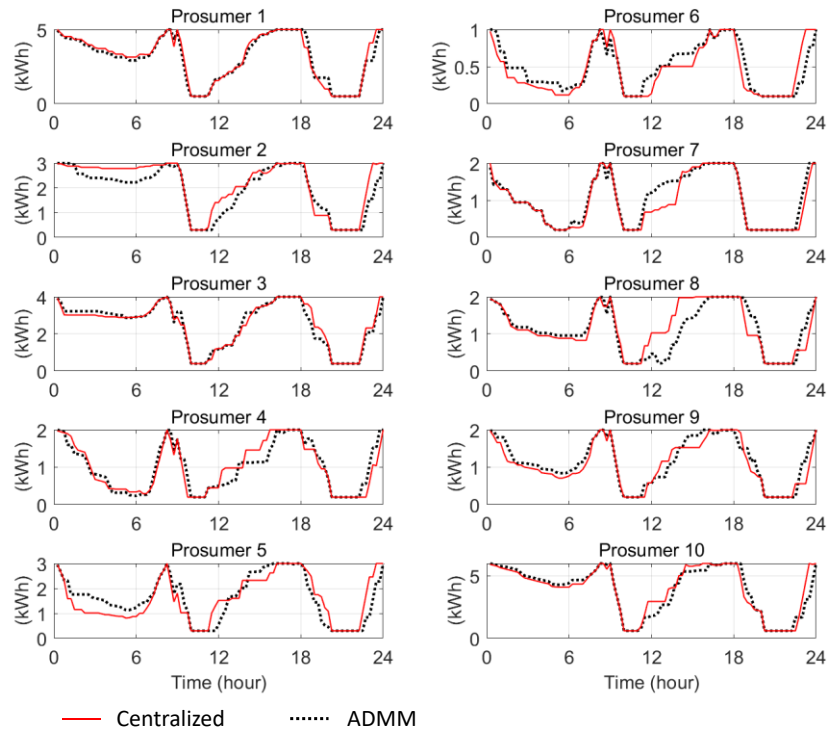 Prosumer 1
(kWh)
5
0
0 6 12 18 24
Prosumer 2
(kWh)
3
2
1
0
0 6 12 18 24
Prosumer 3
(kWh)
4
2
0
0 6 12 18 24
Prosumer 4
(kWh)
2
1
0
0 6 12 18 24
Prosumer 5
(kWh)
3
2
1
0
0 6 12 18 24
Time (hour)
Prosumer 6
(kWh)
1
0.5
0
0 6 12 18 24
Prosumer 7
(kWh)
2
1
0
0 6 12 18 24
Prosumer 8
(kWh)
2
1
0
0 6 12 18 24
Prosumer 9
(kWh)
2
1
0
0 6 12 18 24
Prosumer 10
(kWh)
5
0
0 6 12 18 24
Time (hour)
Centralized ADMM